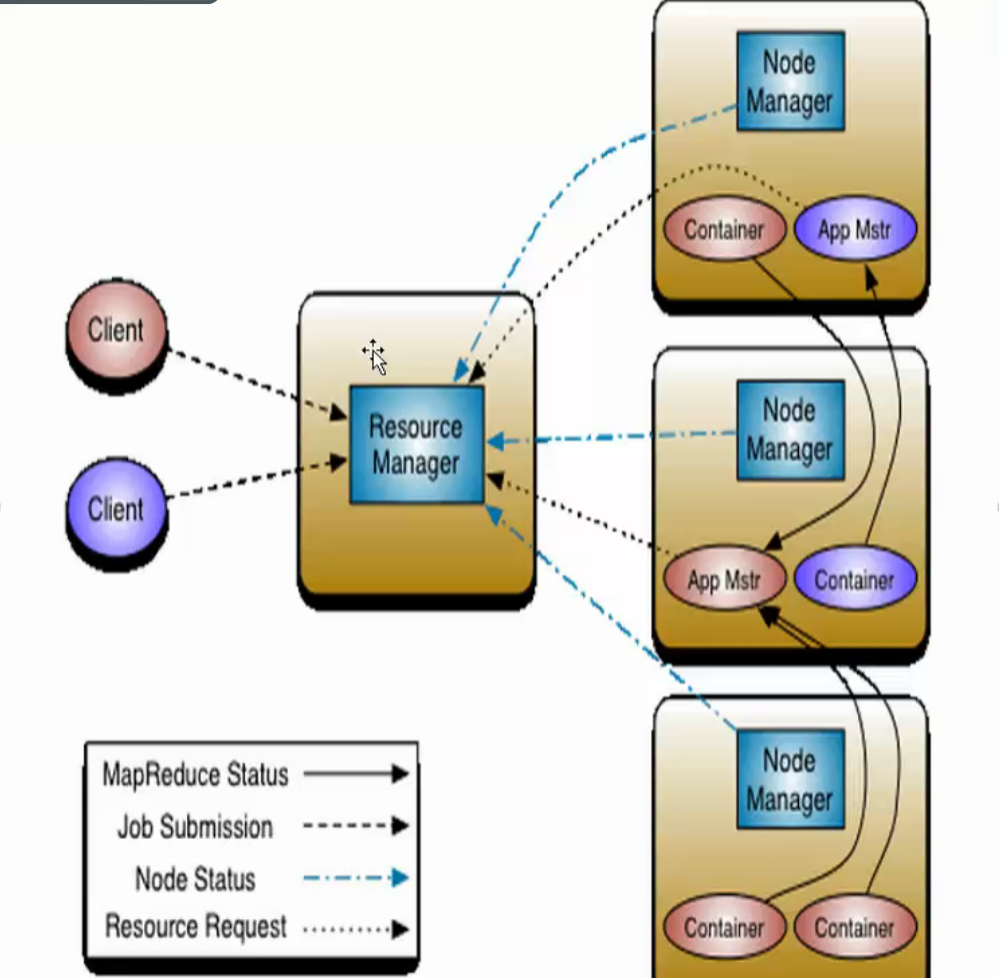 Node
Manager
Container
App Mstr
Client
Client
Resource
Manager
Node
Manager
App Mstr
Container
Node
Manager
Container
Container
MapReduce Status
Job Submission
Node Status
Resource Request